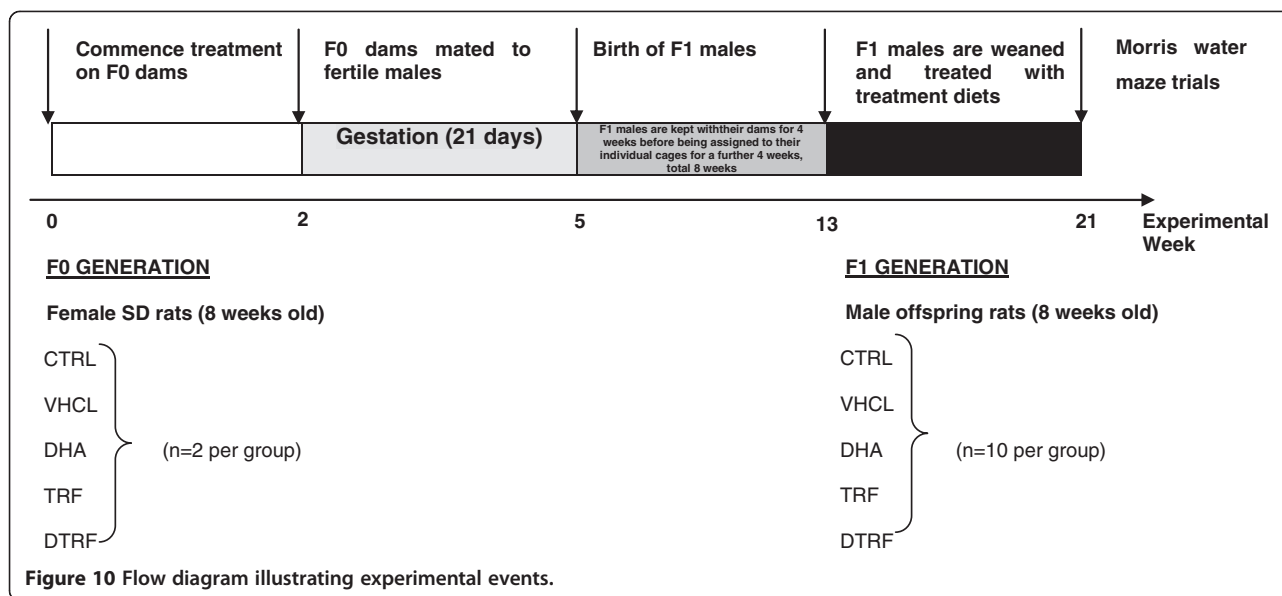 Commence treatment on F0 dams
F0 dams mated to fertile males
Birth of F1 males
F1 males are weaned and treated with treatment diets
Morris water maze trials
Gestation (21 days)
F1 males are kept withtheir dams for 4
weeks before being assigned to their
individual cages for a further 4 weeks,
total 8 weeks
0
2
5
13
21
Experimental
Week
F0 GENERATION
Female SD rats (8 weeks old)
CTRL
VHCL
DHA
(n=2 per group)
TRF
DTRF
F1 GENERATION
Male offspring rats (8 weeks old)
CTRL
VHCL
DHA
(n=10 per group)
TRF
DTRF
Figure 10 Flow diagram illustrating experimental events.